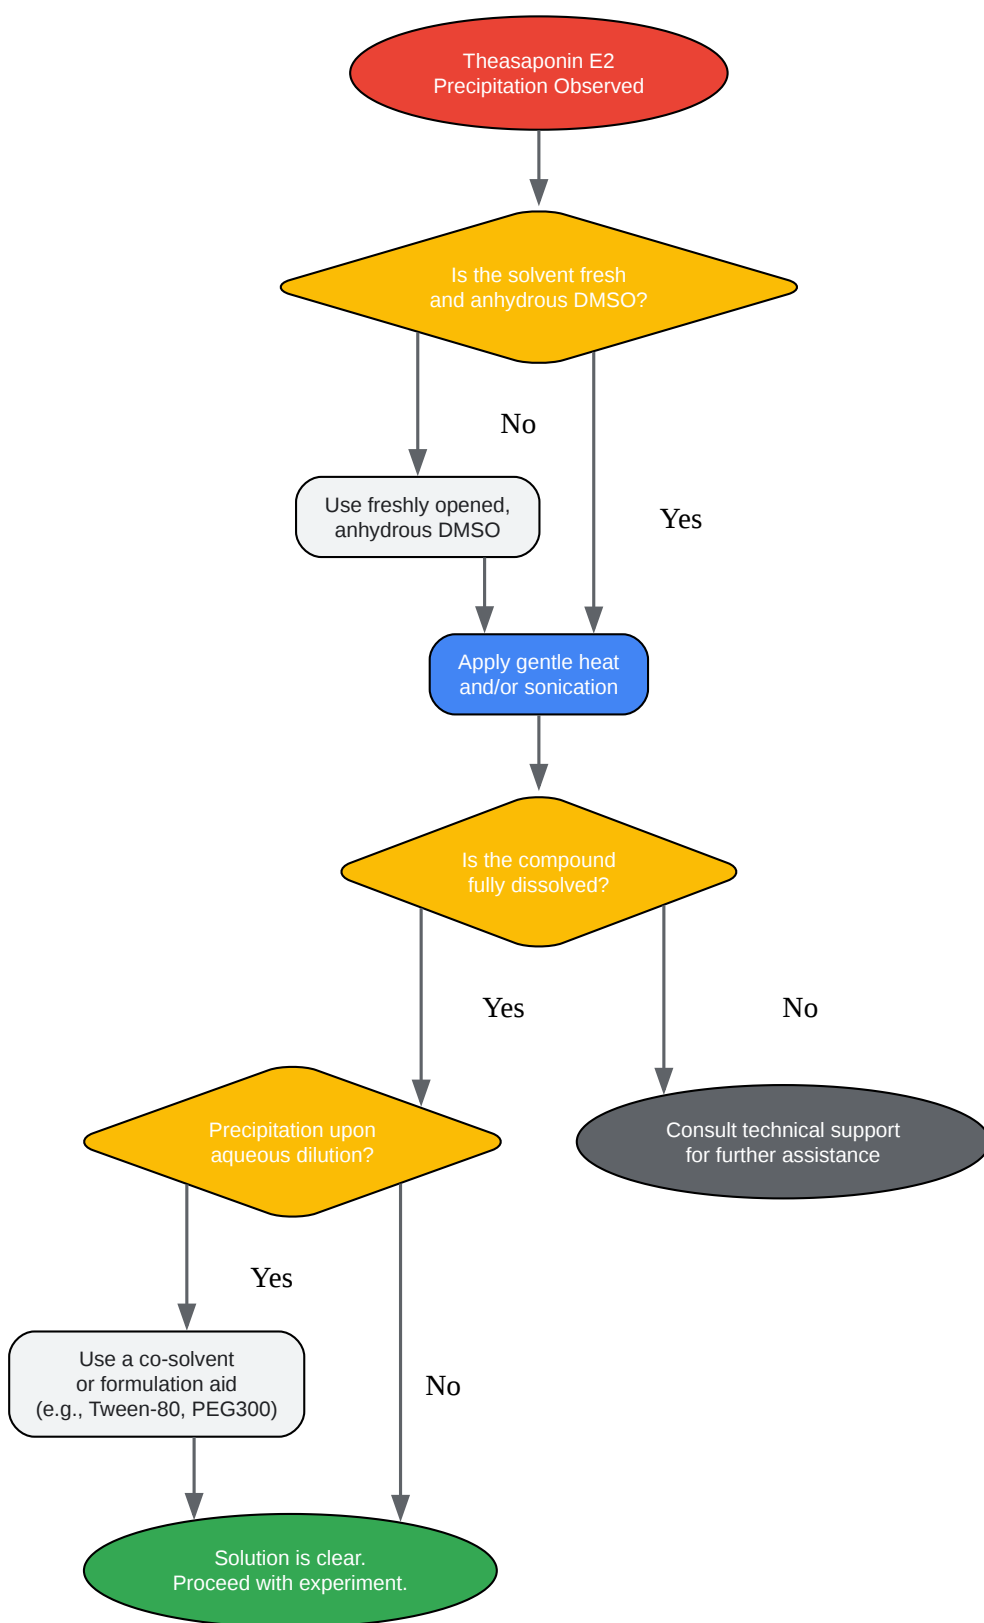 Theasaponin E2
Precipitation Observed
Is the solvent fresh
and anhydrous DMSO?
No
Use freshly opened,
anhydrous DMSO
Yes
Apply gentle heat
and/or sonication
Is the compound
fully dissolved?
Yes
No
Precipitation upon
aqueous dilution?
Consult technical support
for further assistance
Yes
Use a co-solvent
or formulation aid
(e.g., Tween-80, PEG300)
No
Solution is clear.
Proceed with experiment.